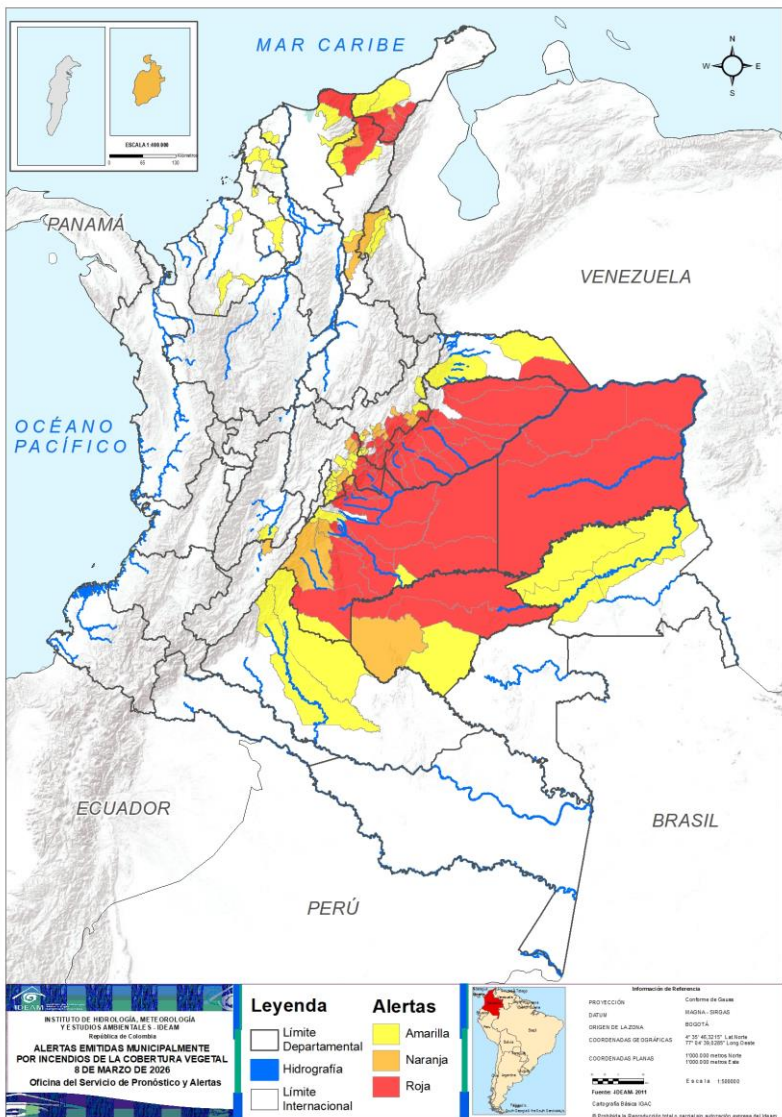 MAR CARIBE
N
W
E
S
ESCALA 1:400.000
0 65 130
PANAMÁ
VENEZUELA
OCÉANO
PACÍFICO
ECUADOR
BRASIL
PERÚ
IDEAM
INSTITUTO DE HIDROLOGÍA, METEOROLOGÍA
Y ESTUDIOS AMBIENTALES - IDEAM
República de Colombia
ALERTAS EMITIDAS MUNICIPALMENTE
POR INCENDIOS DE LA COBERTURA VEGETAL
8 DE MARZO DE 2026
Oficina del Servicio de Pronóstico y Alertas
Leyenda
Límite
Departamental
Hidrografía
Límite
Internacional
Alertas
Amarilla
Naranja
Roja
Información de Referencia
PROYECCIÓN Conforme de Gauss
DATUM MAGNA - SIRGAS
ORIGEN DE LA ZONA BOGOTÁ
COORDENADAS GEOGRÁFICAS
COORDENADAS PLANAS 1'000.000 metros Norte
1'000.000 metros Este
Fuente: IDEAM- 2011
Cartografía Básica IGAC